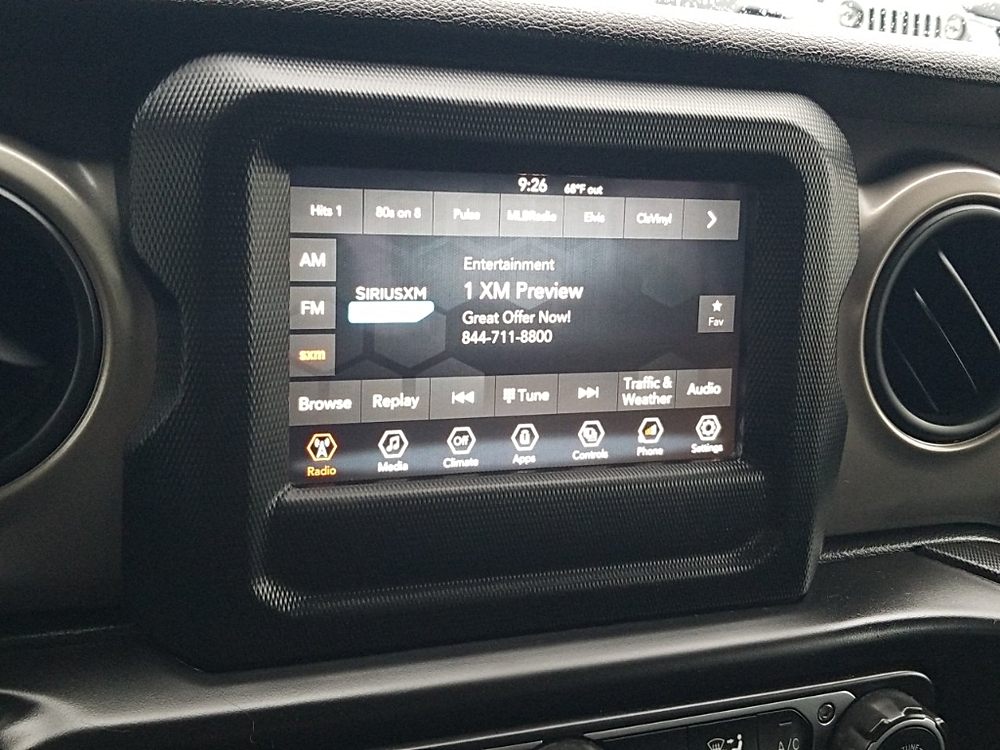 9:26 68°F out
Hits 1 80s on 8 Pulse MLBRadio Elvis ClsVinyl
AM
FM
sxm
SIRIUSXM
Entertainment
1 XM Preview
Great Offer Now!
844-711-8800
Fav
Browse Replay Tune Traffic & Weather Audio
Radio Media Off Climate Apps Controls Phone Settings
A/C
TUNE